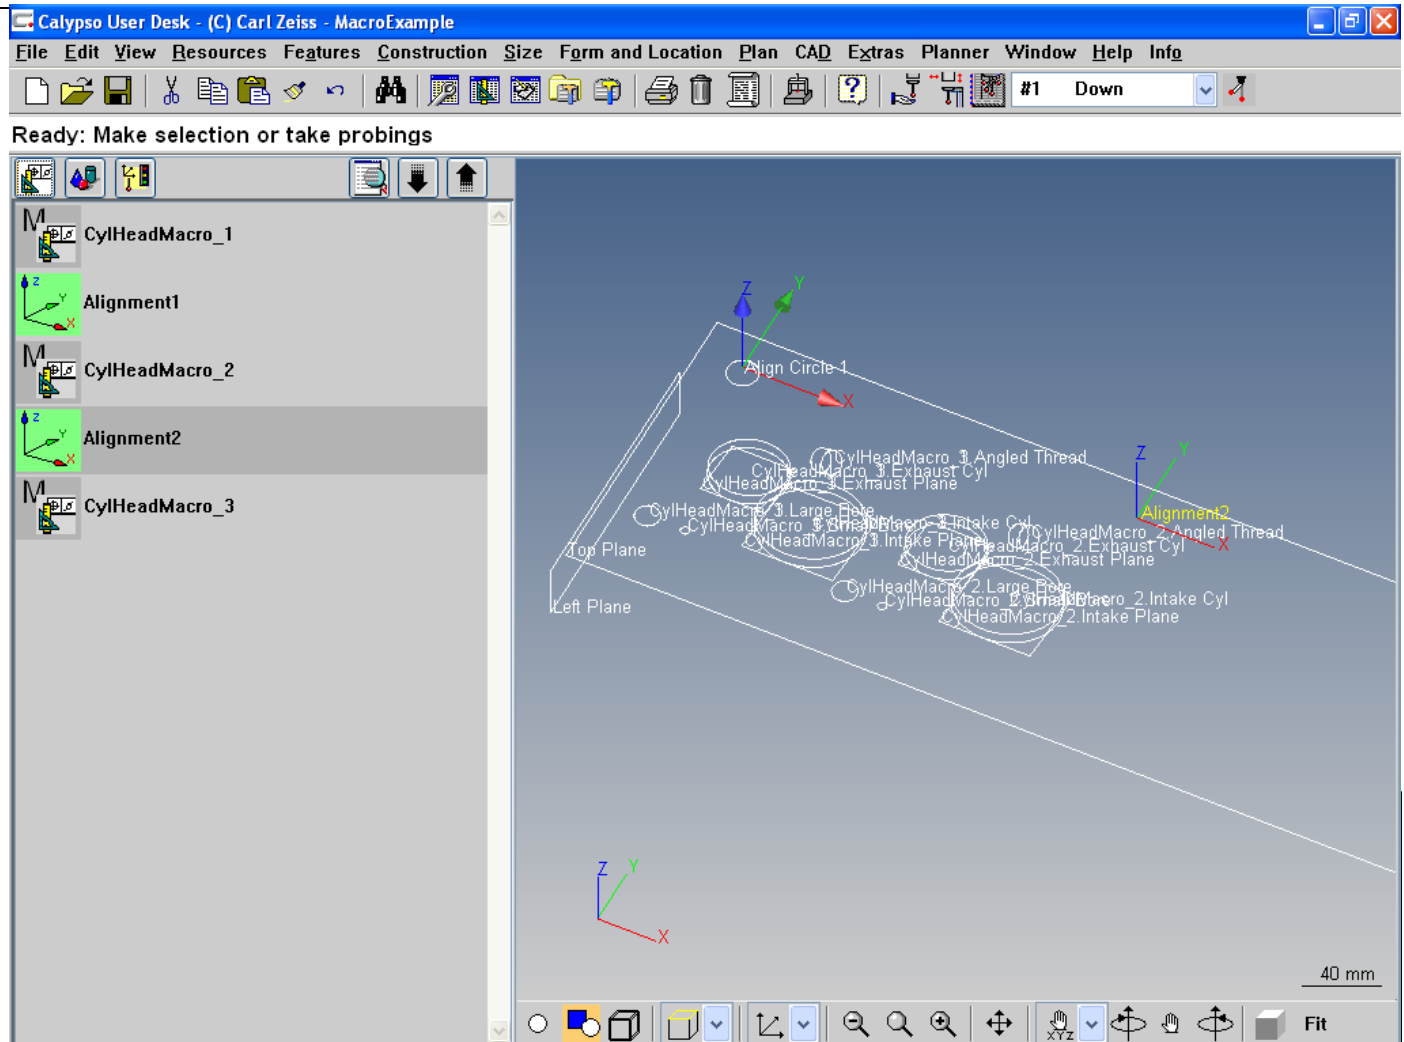 Calypso User Desk - (C) Carl Zeiss - MacroExample
File Edit View Resources Features Construction Size Form and Location Plan CAD Extras Planner Window Help Info
#1 Down
Ready: Make selection or take probings
CylHeadMacro_1
Alignment1
CylHeadMacro_2
Alignment2
CylHeadMacro_3
Z Y
Align Circle 1
X
Z Y
CylHeadMacro_3.Angled Thread
CylHeadMacro_3.Exhaust Cyl
CylHeadMacro_3.Exhaust Plane
CylHeadMacro_3.Large Bore
Alignment2
CylHeadMacro_3.Intake Plane
CylHeadMacro_2.Angled Thread
X
CylHeadMacro_2.Exhaust Cyl
CylHeadMacro_2.Exhaust Plane
Top Plane
CylHeadMacro_2.Large Bore
CylHeadMacro_2.Intake Cyl
Left Plane
CylHeadMacro_2.Intake Plane
Z Y
X
40 mm
Fit